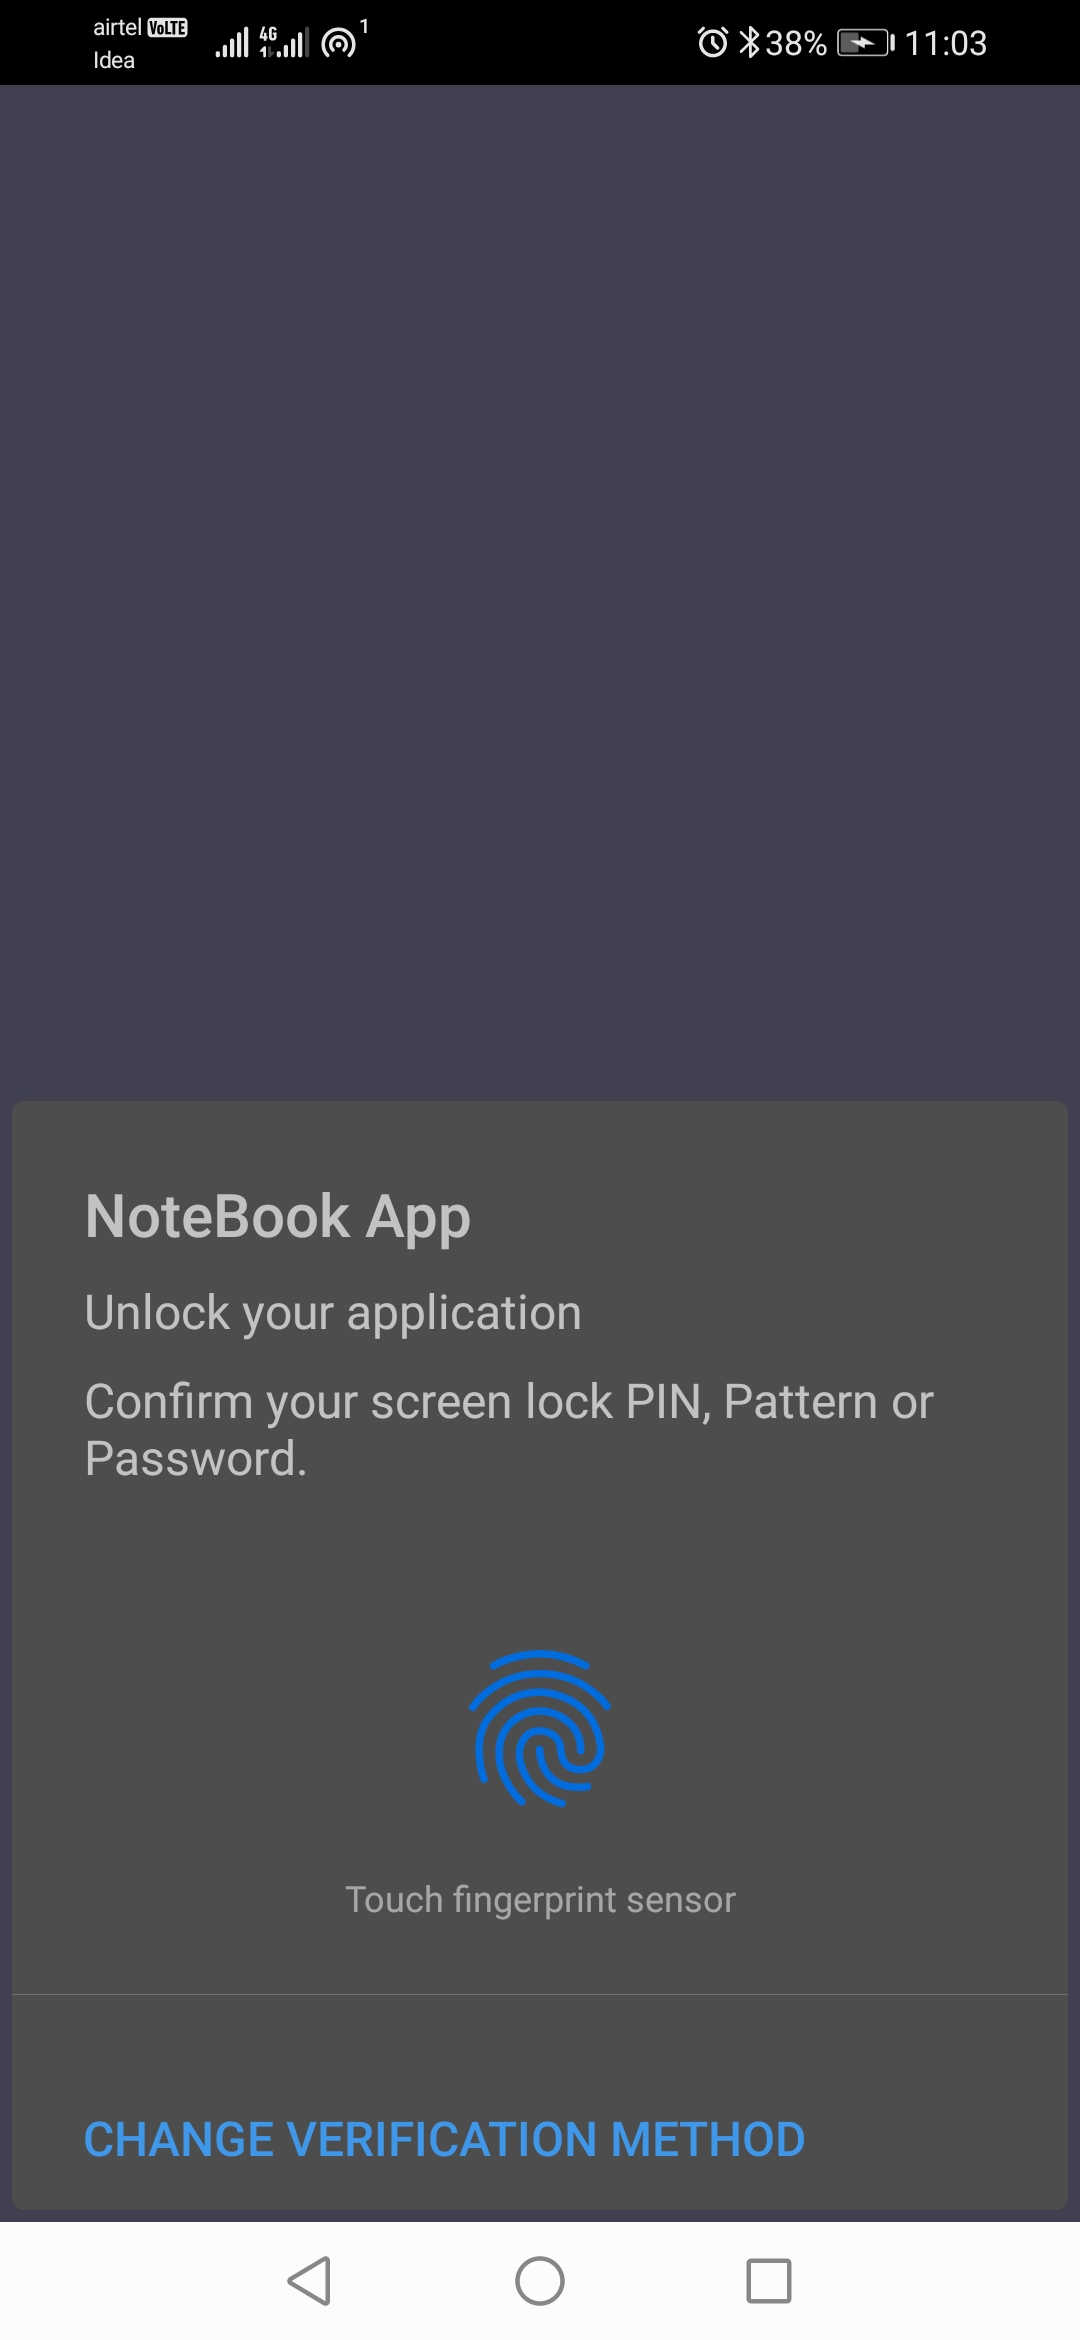 airtel VoLTE
Idea
4G
1
38%
11:03
NoteBook App
Unlock your application
Confirm your screen lock PIN, Pattern or
Password.
Touch fingerprint sensor
CHANGE VERIFICATION METHOD